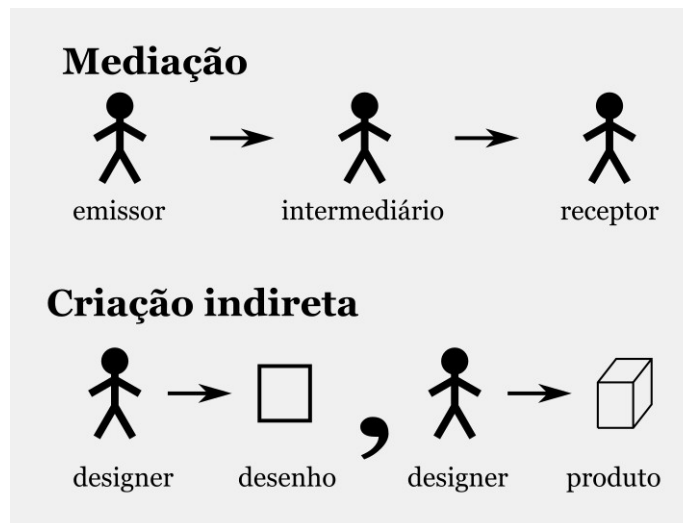 Mediação
emissor intermediário receptor
Criação indireta
,
designer desenho designer produto